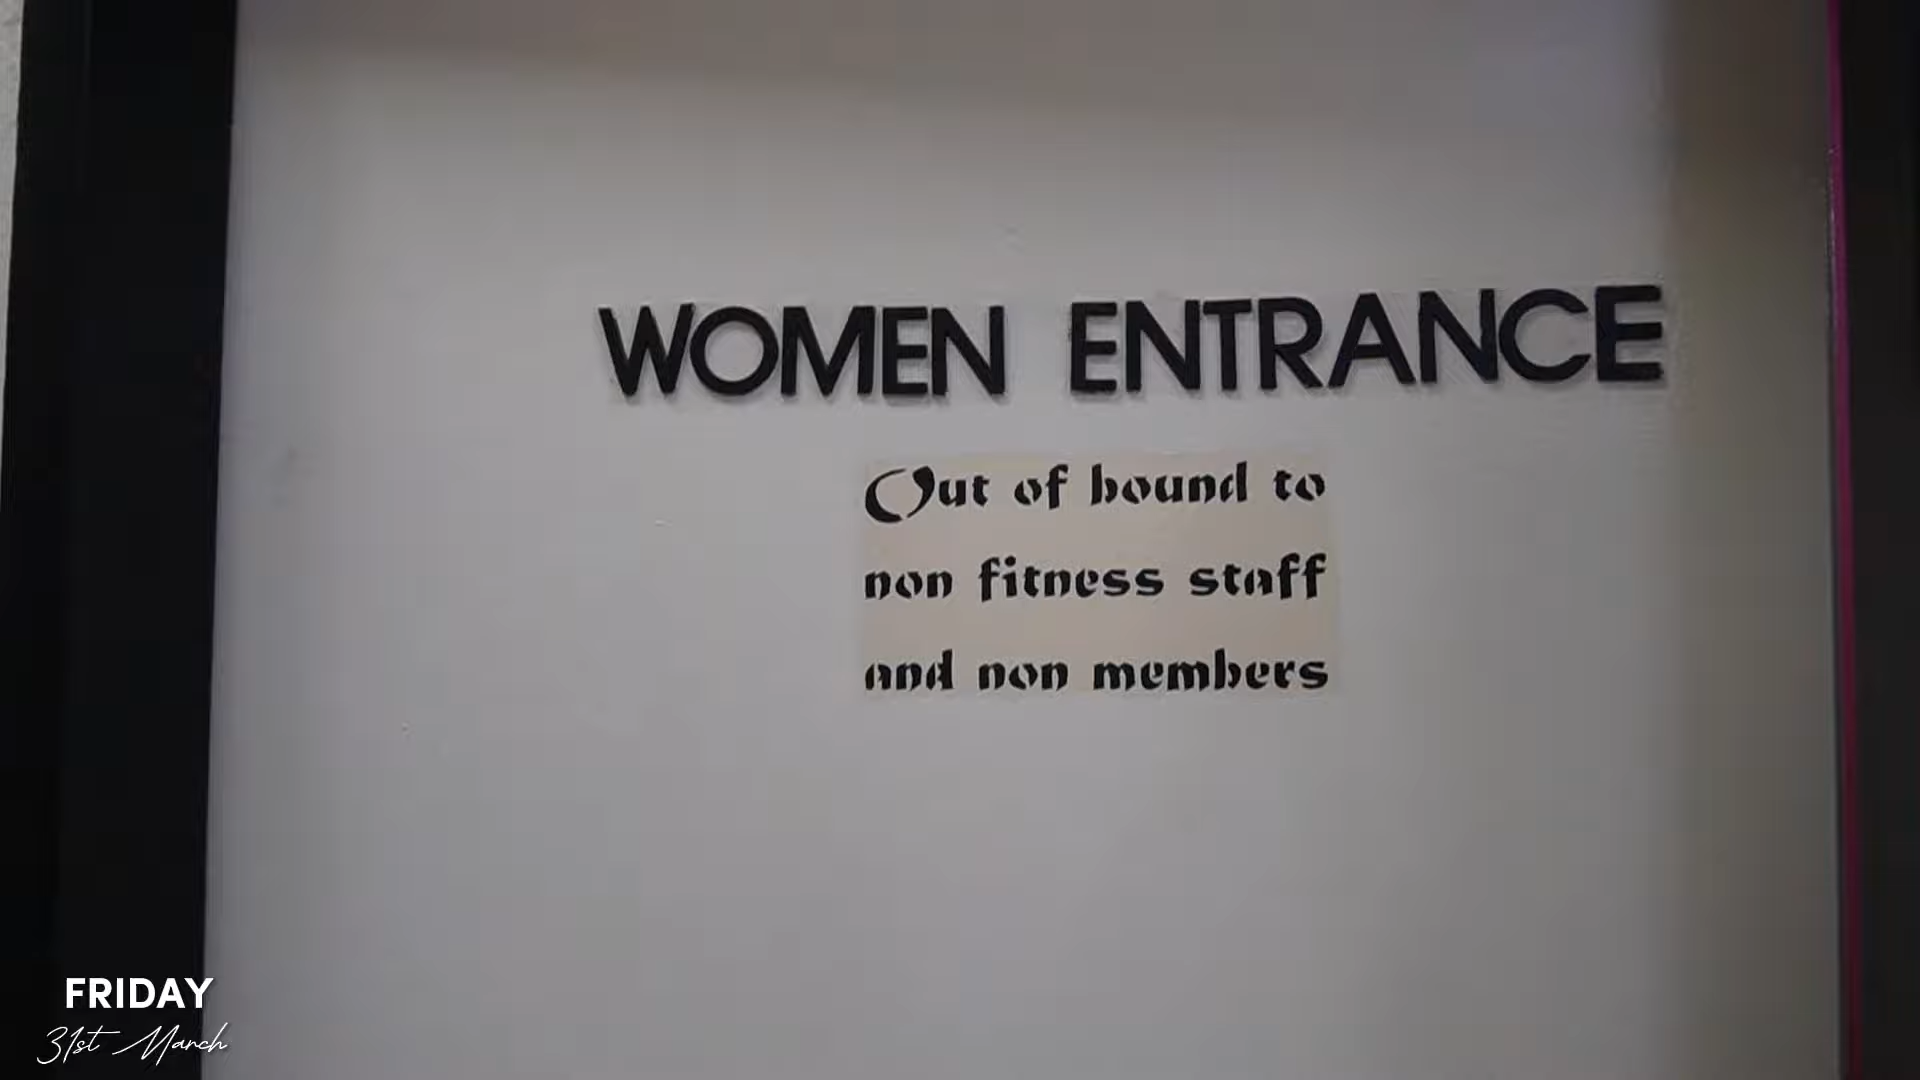 WOMEN ENTRANCE
Out of bound to
non fitness staff
and non members
FRIDAY
31st March